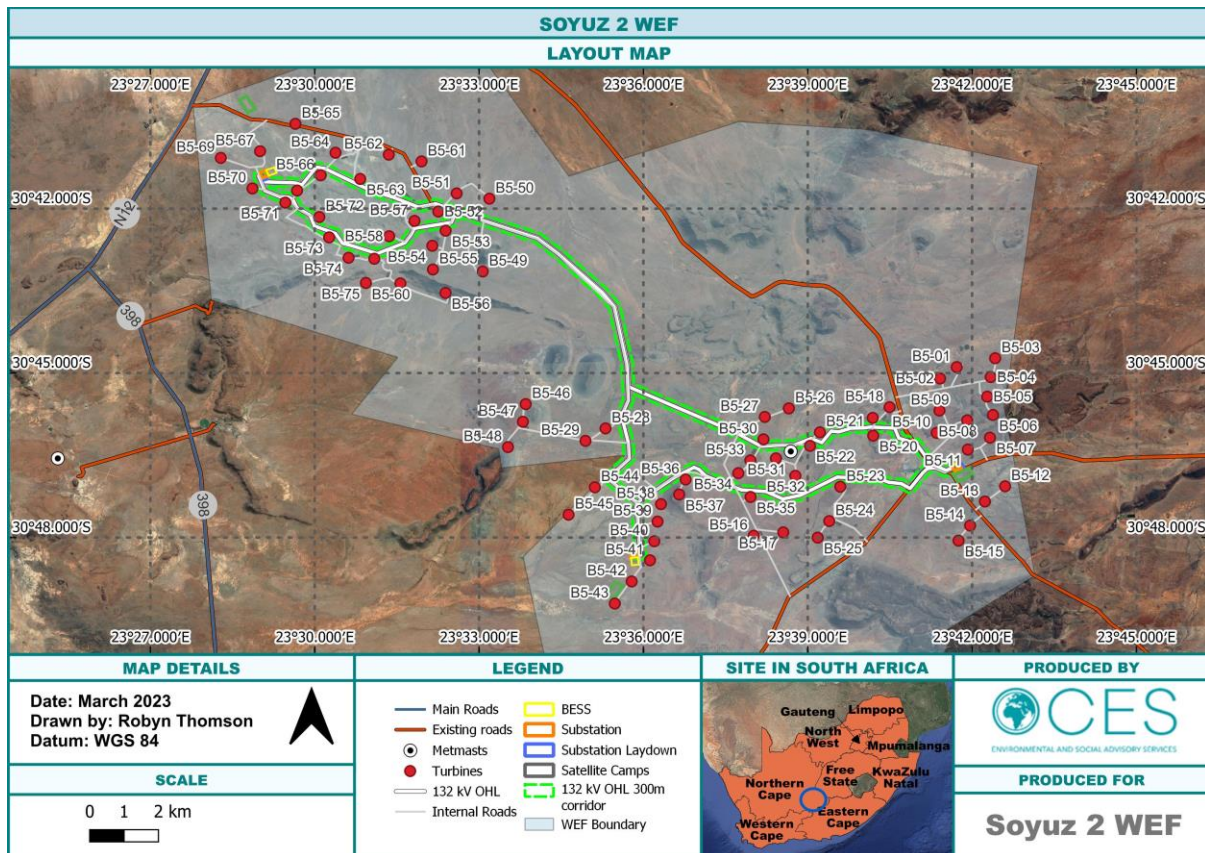 SOYUZ 2 WEF
LAYOUT MAP
23°27.000'E 23°30.000'E 23°33.000'E 23°36.000'E 23°39.000'E 23°42.000'E 23°45.000'E
B5-65
B5-67
B5-64
B5-62
B5-69
B5-61
B5-66
B5-51
B5-50
B5-70
B5-63
30°42.000'S
30°42.000'S
N12
B5-71
B5-72
B5-57
B5-52
B5-73
B5-58
B5-53
B5-74
B5-54
B5-55
B5-49
B5-75
B5-60
B5-56
398
30°45.000'S
30°45.000'S
B5-01
B5-03
B5-02
B5-04
B5-46
B5-26
B5-18
B5-09
B5-05
B5-47
B5-27
B5-28
B5-21
B5-10
B5-48
B5-29
B5-30
B5-20
B5-08
B5-06
B5-33
B5-22
B5-07
B5-11
B5-44
B5-36
B5-31
B5-23
B5-12
B5-45
B5-38
B5-34
B5-32
B5-37
B5-13
398
B5-39
B5-35
B5-24
B5-14
B5-40
B5-16
30°48.000'S
30°48.000'S
B5-41
B5-17
B5-25
B5-15
B5-42
B5-43
23°27.000'E 23°30.000'E 23°33.000'E 23°36.000'E 23°39.000'E 23°42.000'E 23°45.000'E
MAP DETAILS
Date: March 2023
Drawn by: Robyn Thomson
Datum: WGS 84
SCALE
0 1 2 km
LEGEND
Main Roads
Existing roads
Metmasts
Turbines
132 kV OHL
Internal Roads
BESS
Substation
Substation Laydown
Satellite Camps
132 kV OHL 300m
corridor
WEF Boundary
SITE IN SOUTH AFRICA
Limpopo
Gauteng
North
West
Mpumalanga
Free
State
KwaZulu
Natal
Northern
Cape
Eastern
Cape
Western
Cape
PRODUCED BY
CES
ENVIRONMENTAL AND SOCIAL ADVISORY SERVICES
PRODUCED FOR
Soyuz 2 WEF